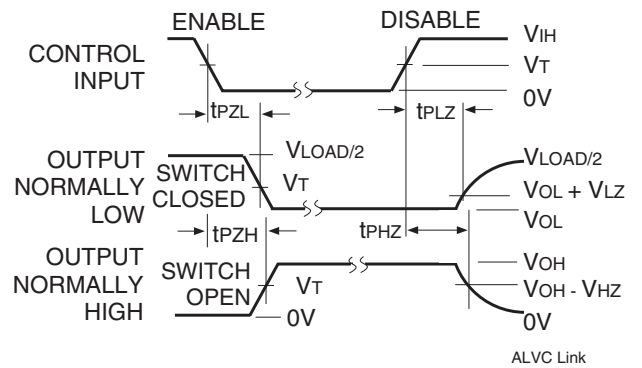 ENABLE
DISABLE
CONTROL
INPUT
VIH
VT
0V
tPZL
tPLZ
OUTPUT
NORMALLY
LOW
SWITCH
CLOSED
VLOAD/2
VT
VLOAD/2
VOL + VLZ
VOL
tPZH
tPHZ
OUTPUT
NORMALLY
HIGH
SWITCH
OPEN
VT
0V
VOH
VOH - VHZ
0V
ALVC Link